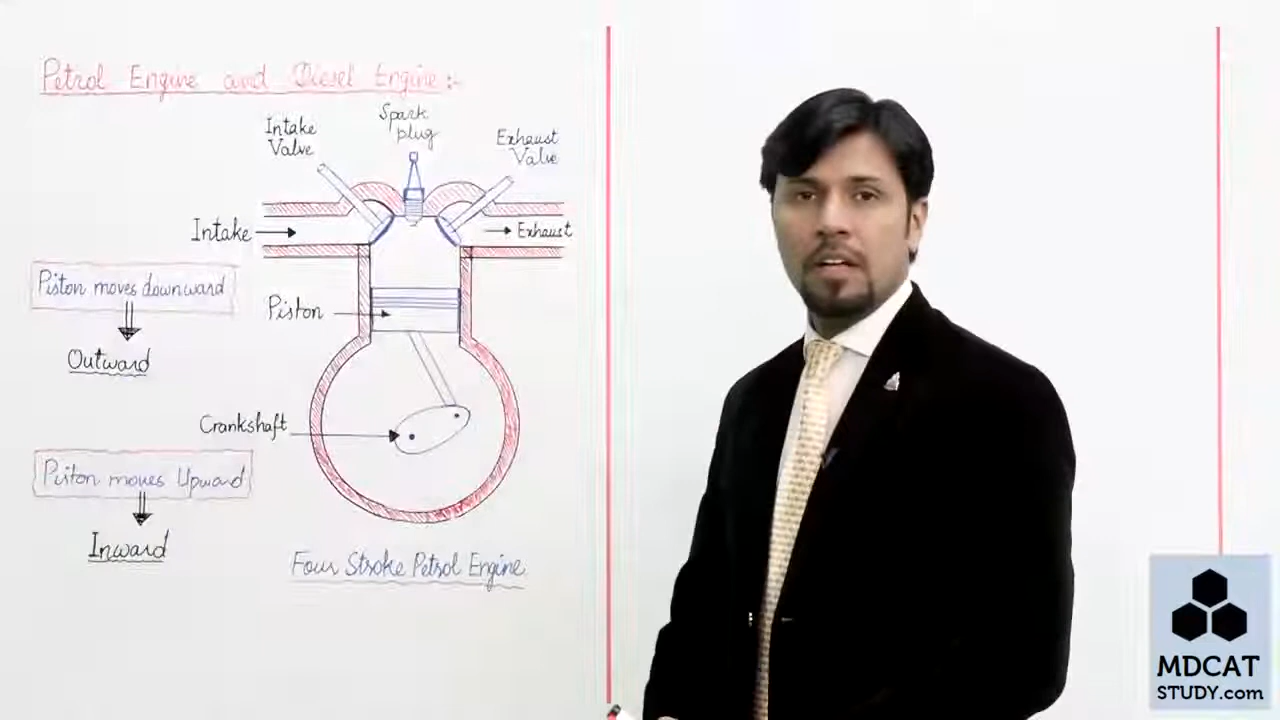 Petrol Engine and Diesel Engine:-
Intake
Valve
Spark
plug
Exhaust
Valve
Intake
Exhaust
Piston moves downward
Outward
Piston
Crankshaft
Piston moves Upward
Inward
Four Stroke Petrol Engine
MDCAT
STUDY.com